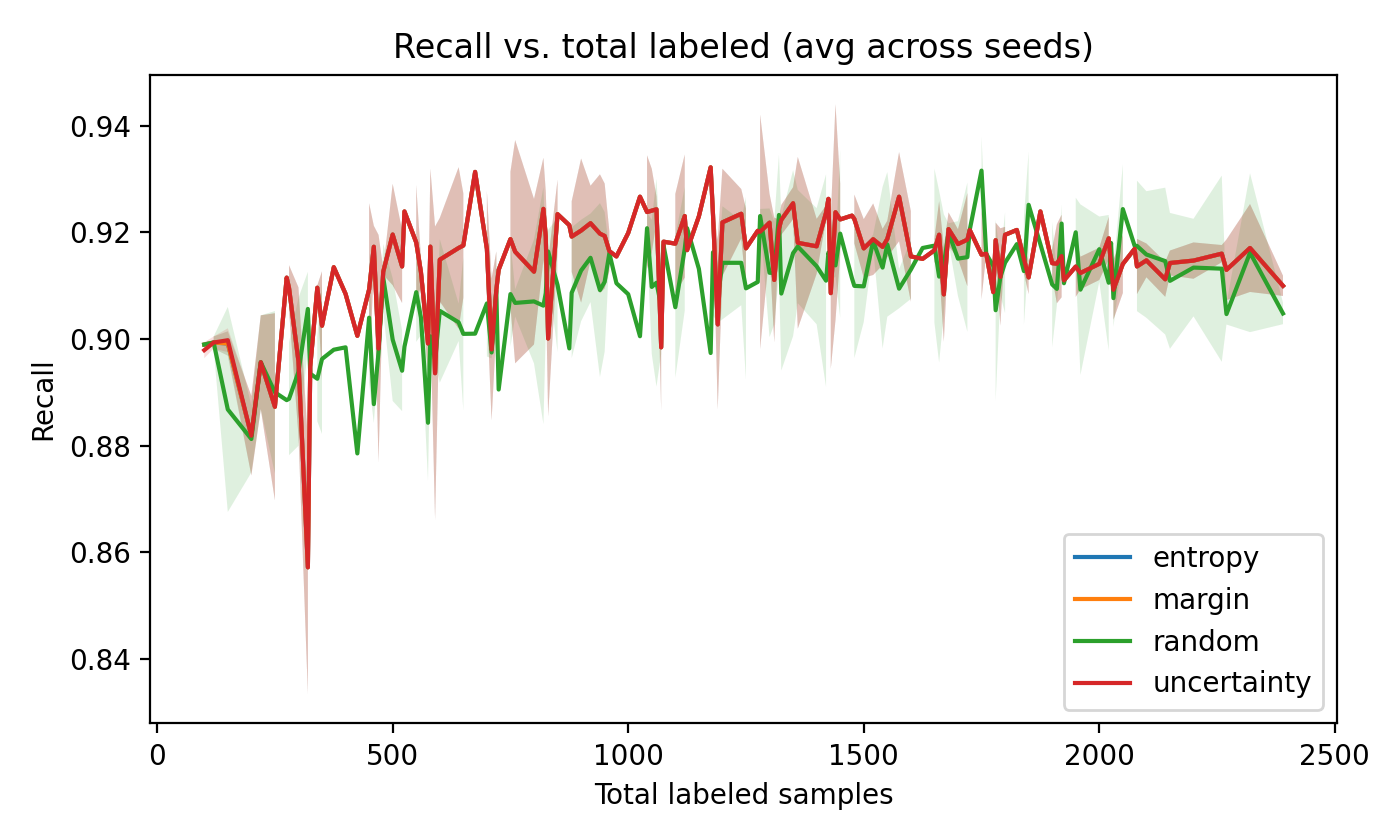 Recall vs. total labeled (avg across seeds)
0.94
0.92
0.90
0.88
0.86
0.84
Recall
0
500
1000
1500
2000
2500
Total labeled samples
entropy
margin
random
uncertainty